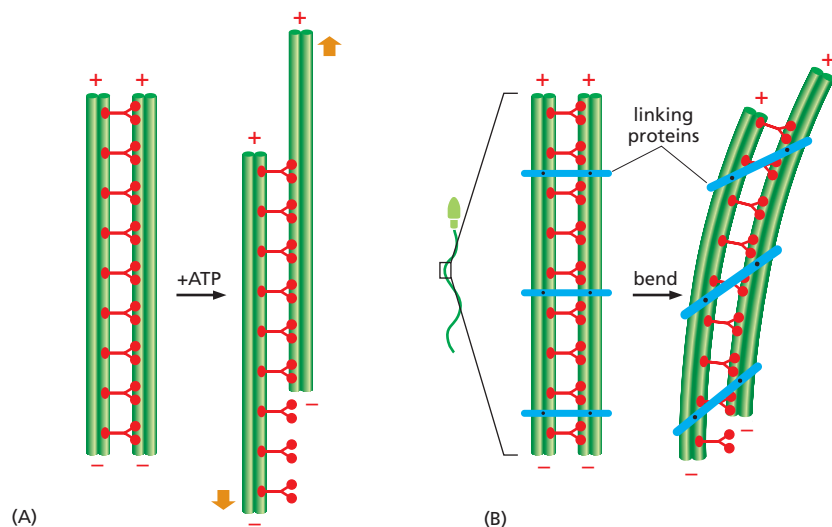 +
+ +
+
+ +
+
+
linking
proteins
+ATP
bend
−
− −
−
− −
−
−
(A)
(B)